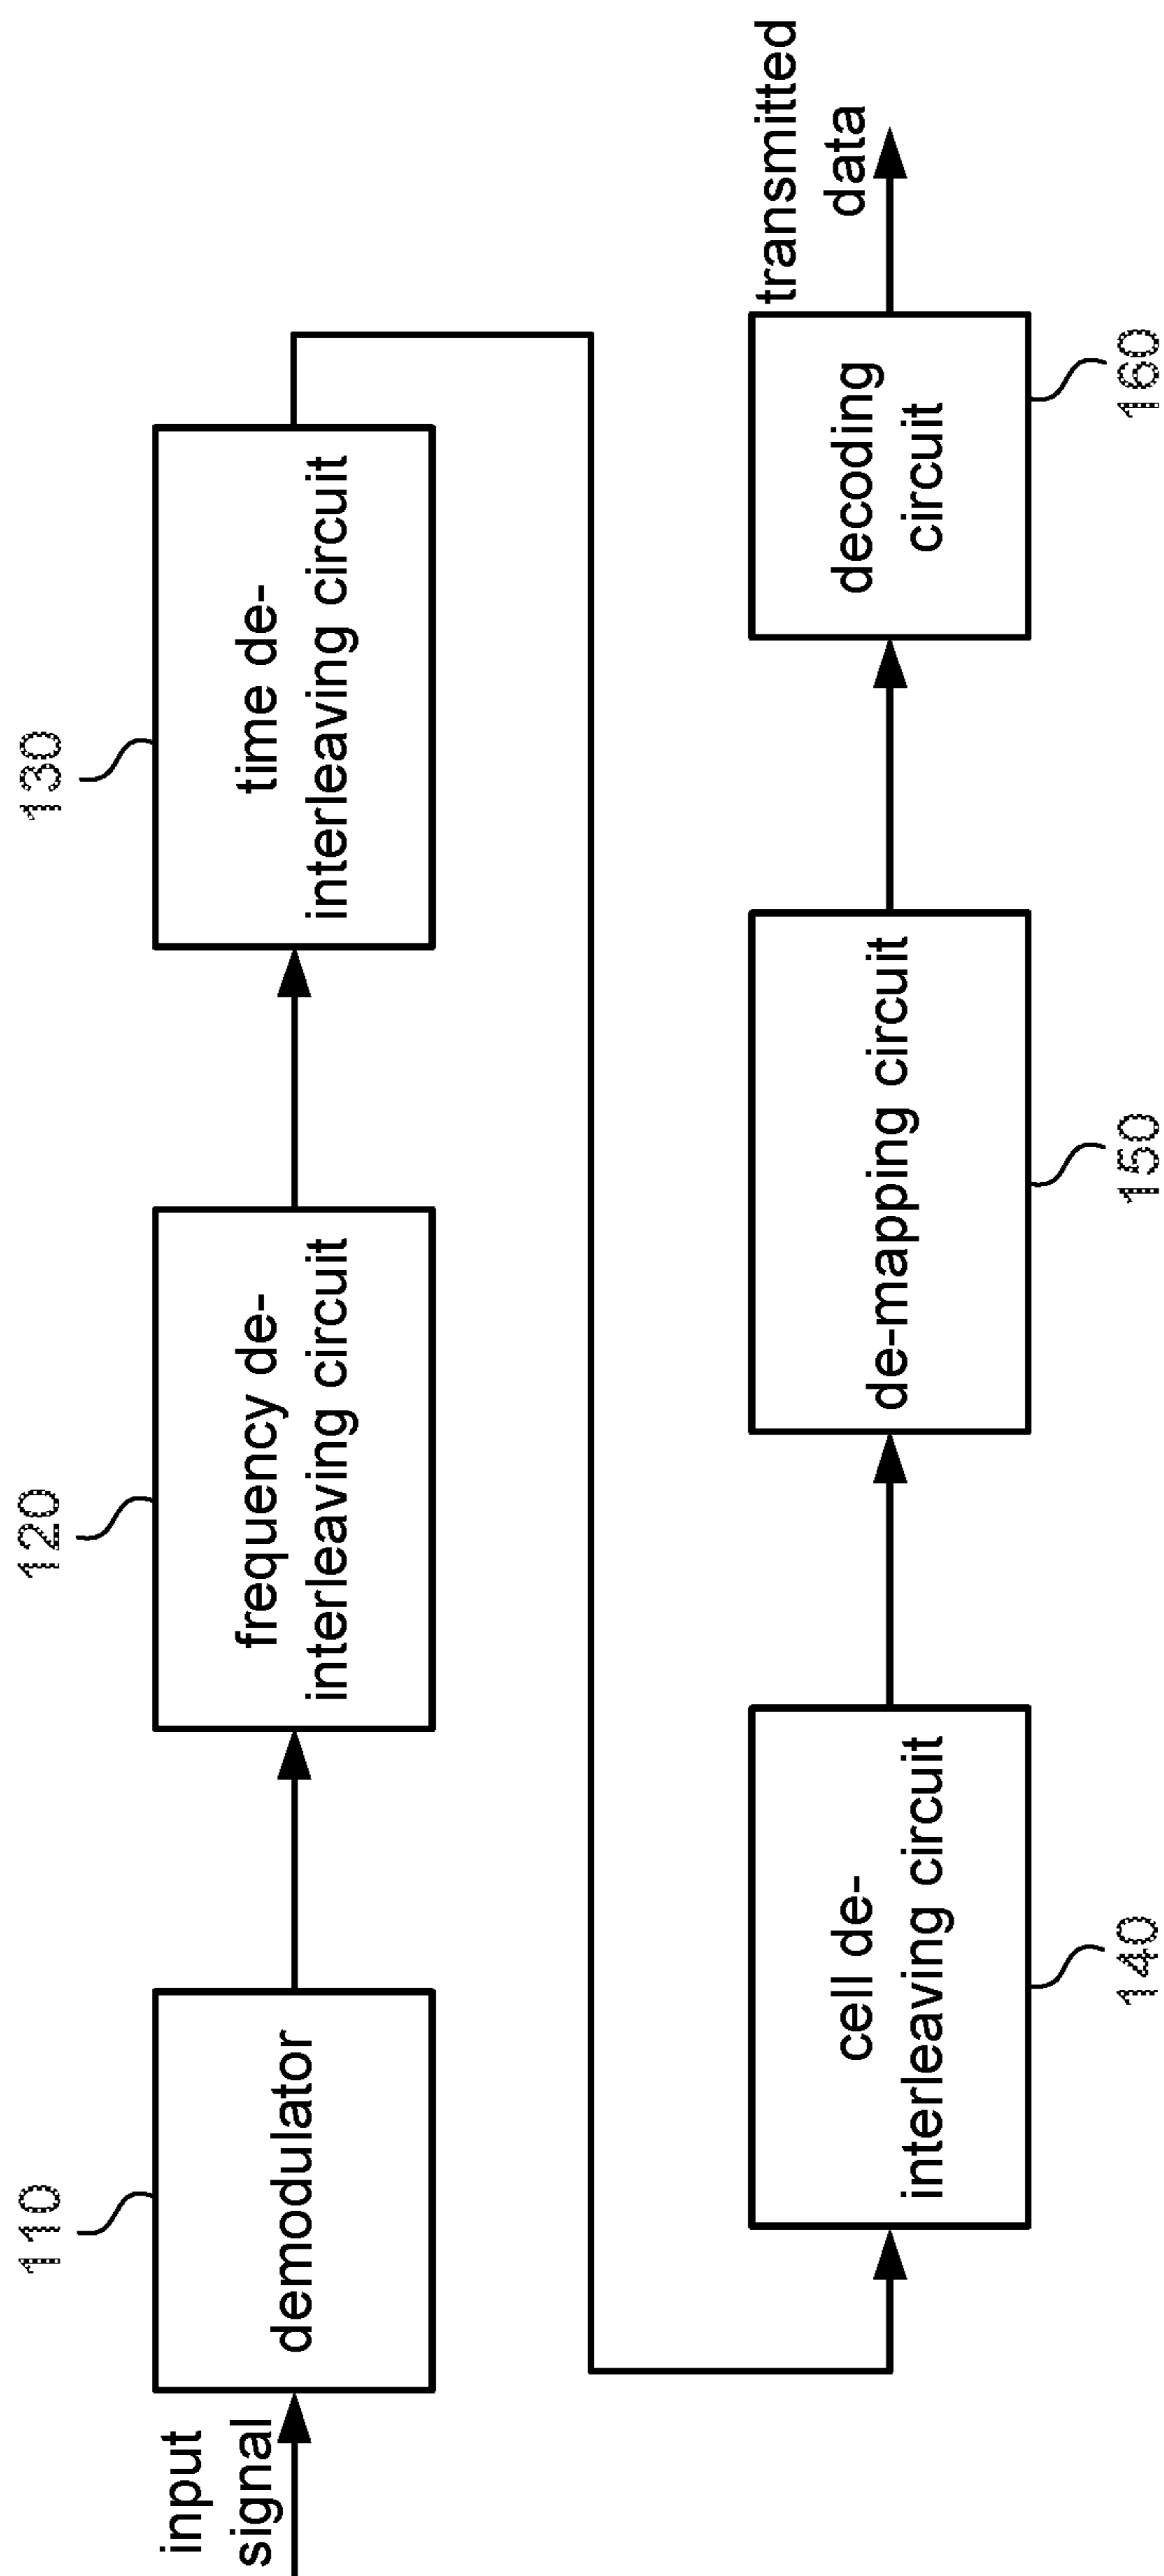 110
120
130
input
signal
demodulator
frequency de-
interleaving circuit
time de-
interleaving circuit
cell de-
interleaving circuit
de-mapping circuit
decoding
circuit
transmitted
data
140
150
160